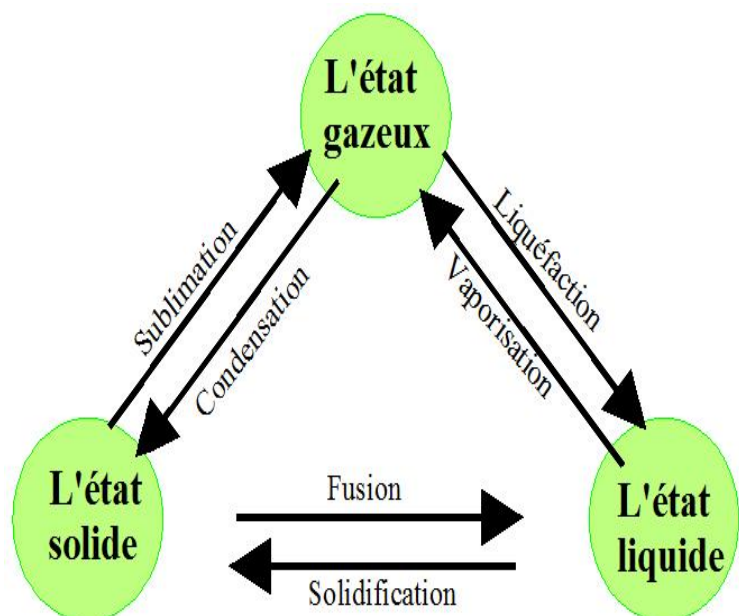 L'état
gazeux
Sublimation
Condensation
Liquéfaction
Vaporisation
L'état
solide
Fusion
Solidification
L'état
liquide